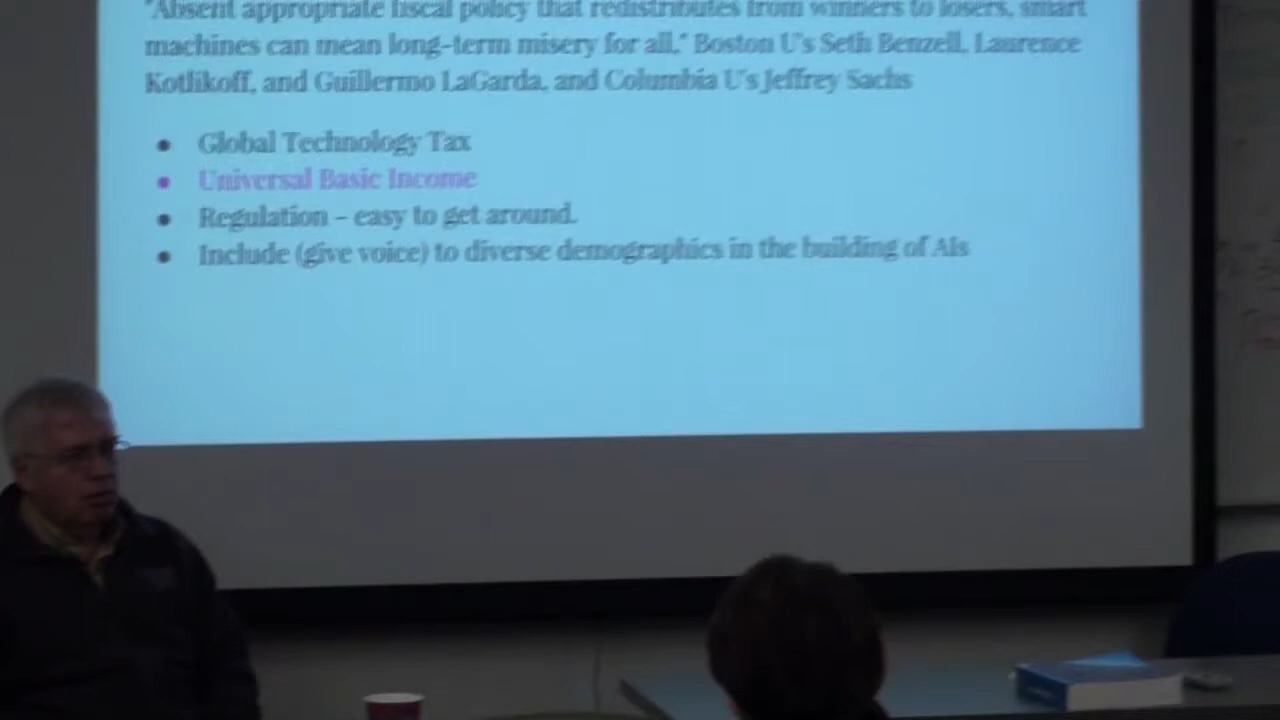 "Absent appropriate fiscal policy that redistributes from winners to losers, smart
machines can mean long-term misery for all." Boston U's Seth Benzell, Laurence
Kotlikoff, and Guillermo LaGarda, and Columbia U's Jeffrey Sachs
• Global Technology Tax
• Universal Basic Income
• Regulation – easy to get around.
• Include (give voice) to diverse demographics in the building of AIs